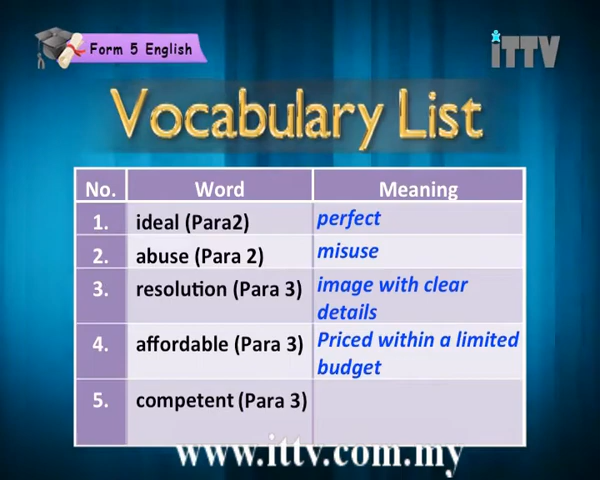 Form 5 English
iTTV
Vocabulary List
No. Word Meaning
1. ideal (Para2) perfect
2. abuse (Para 2) misuse
3. resolution (Para 3) image with clear
details
4. affordable (Para 3) Priced within a limited
budget
5. competent (Para 3)
www.ittv.com.my